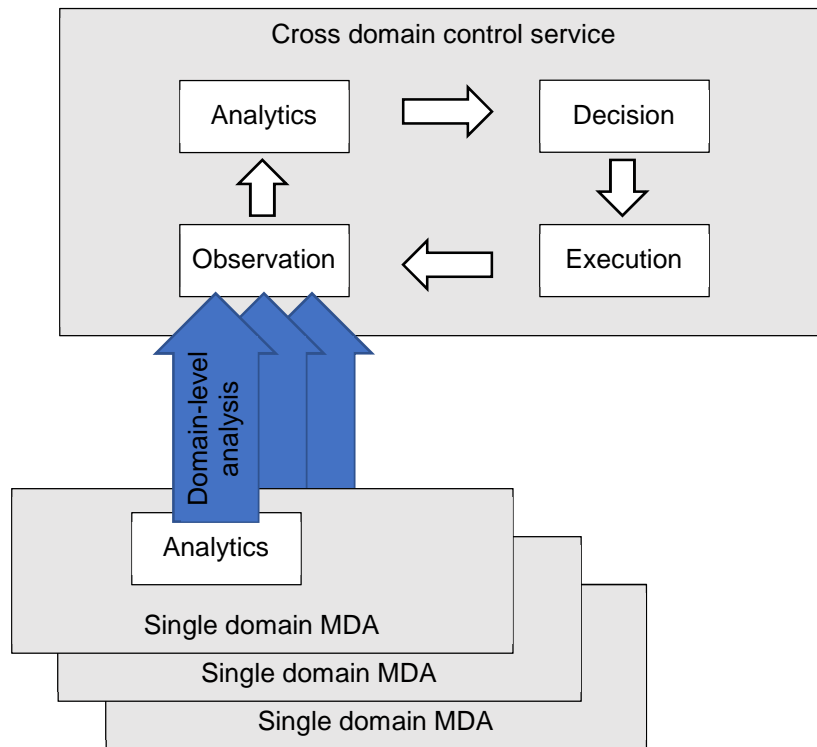 Cross domain control service
Analytics
Decision
Observation
Execution
Domain-level
analysis
Analytics
Single domain MDA
Single domain MDA
Single domain MDA